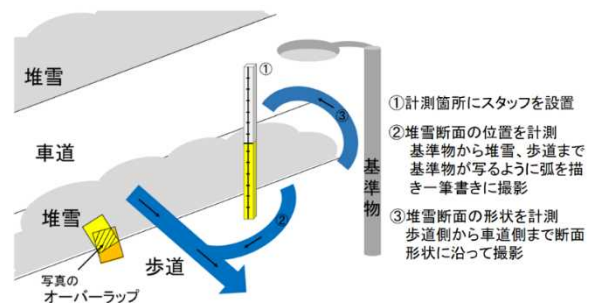 堆雪
①
③
車道
堆雪
②
歩道
写真の
オーバーラップ
基準物
①計測箇所にスタッフを設置
②堆雪断面の位置を計測
基準物から堆雪、歩道まで
基準物が写るように弧を描
き一筆書きに撮影
③堆雪断面の形状を計測
歩道側から車道側まで断面
形状に沿って撮影